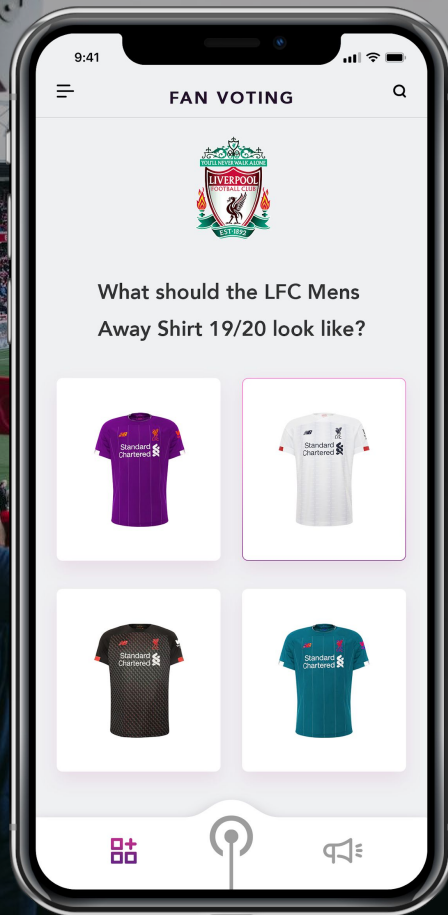 9:41
FAN VOTING
YOU'LL NEVER WALK ALONE
LIVERPOOL
FOOTBALL CLUB
EST·1892
What should the LFC Mens
Away Shirt 19/20 look like?
Standard
Chartered
Standard
Chartered
Standard
Chartered
Standard
Chartered